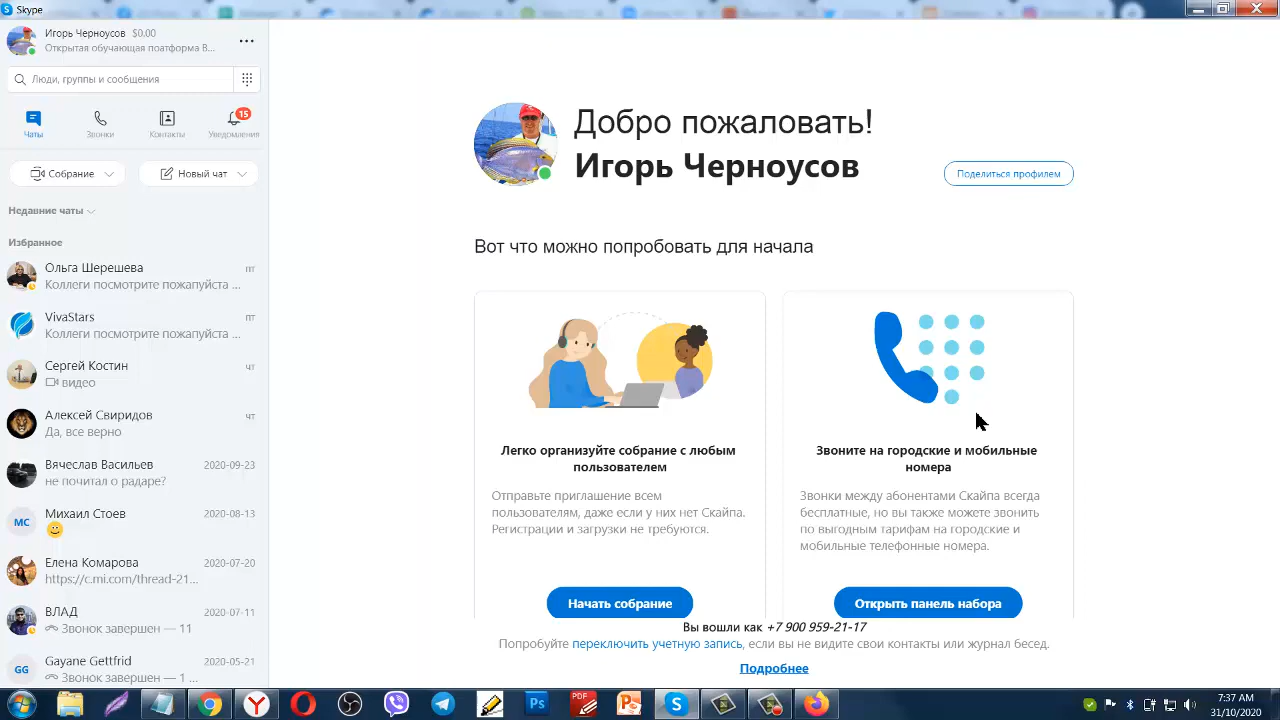 Skype
Игорь Черноусов $0.00
Открытая обучающая поатформа В...
Люди, группы и сообщения
15
Чаты Звонки Контакты Уведомления
Собрание Новый чат
Недавние чаты
Избранное
Ольга Шерешева пт
Коллеги посмотрите пожапуйста ...
VivaStars пт
Коллеги посмотрите пожапуйста ...
Сергей Костин чт
видео
Алексей Свиридов чт
Да, все верно
Вячеслав Васильев 2020-09-23
не почитал о радаре?
МС Михаил Стоев 2020-08-13
Елена Комарова 2020-07-20
https://c.mi.com/thread-21...
ВЛАД 2020-07-11
Звонок завершен — 11
GG Gayane Gettfrid 2020-05-21
завершен — 4...
Добро пожаловать!
Игорь Черноусов
Поделиться профилем
Вот что можно попробовать для начала
Легко организуйте собрание с любым
пользователем
Отправьте приглашение всем
пользователям, даже если у них нет Скайпа.
Регистрации и загрузки не требуются.
Начать собрание
Звоните на городские и мобильные
номера
Звонки между абонентами Скайпа всегда
бесплатные, но вы также можете звонить
по выгодным тарифам на городские и
мобильные телефонные номера.
Открыть панель набора
Вы вошли как +7 900 959-21-17
Попробуйте переключить учетную запись, если вы не видите свои контакты или журнал бесед.
Подробнее
Ps PDF
7:37 AM
31/10/2020